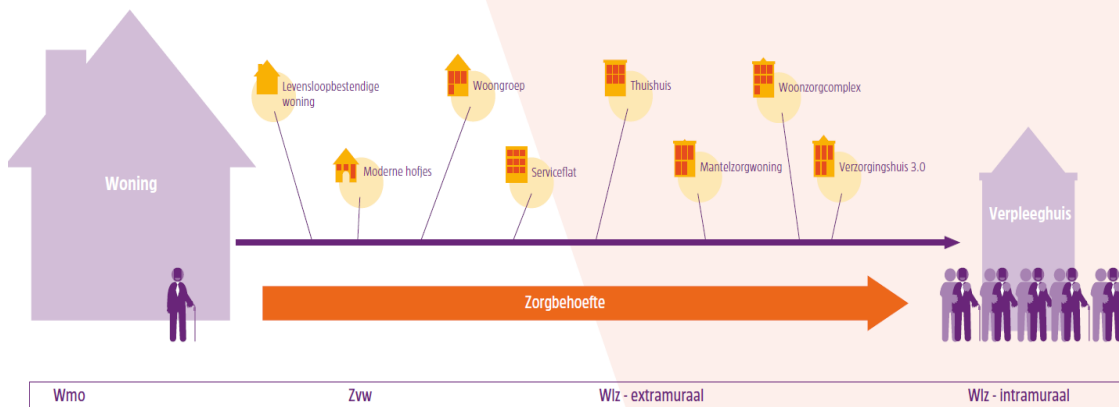 Levensloopbestendige
woning
Woongroep
Thuishuis
Woonzorgcomplex
Moderne hofjes
Serviceflat
Mantelzorgwoning
Verzorgingshuis 3.0
Woning
Verpleeghuis
Zorgbehoefte
Wmo
Zvw
Wlz - extramuraal
Wlz - intramuraal